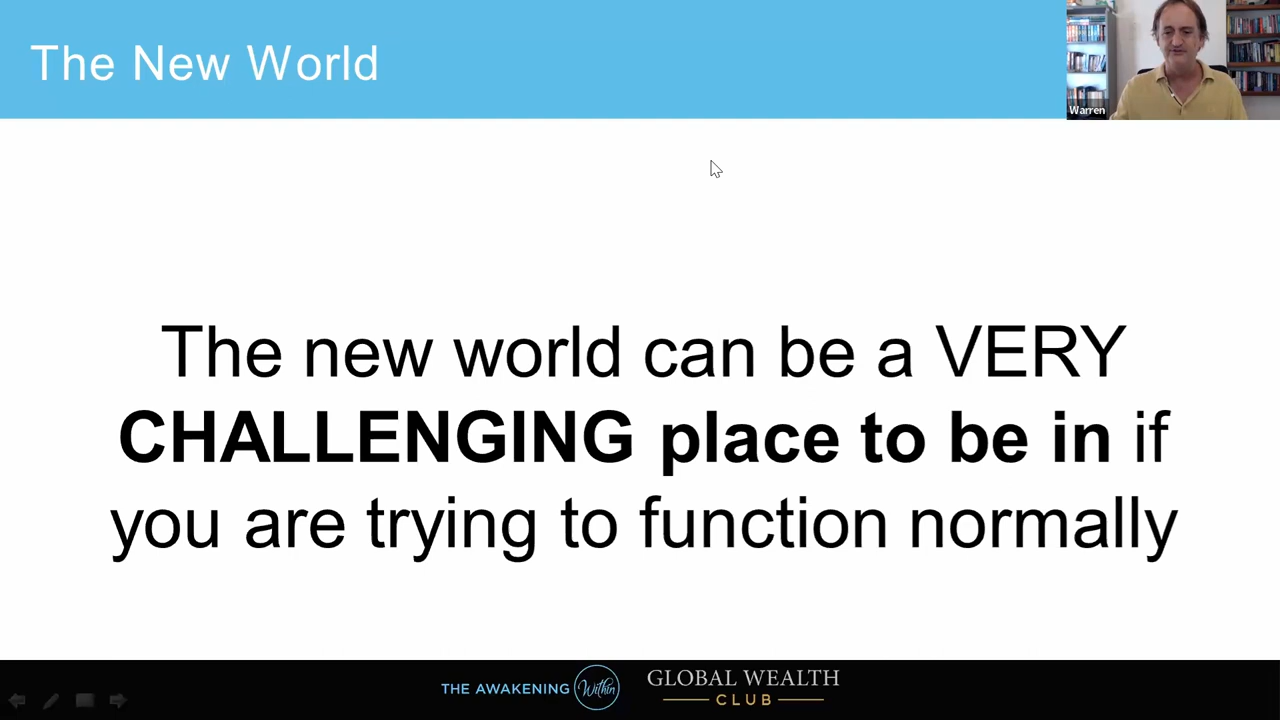 The New World
Warren
The new world can be a VERY
CHALLENGING place to be in if
you are trying to function normally
THE AWAKENING Within
GLOBAL WEALTH
CLUB